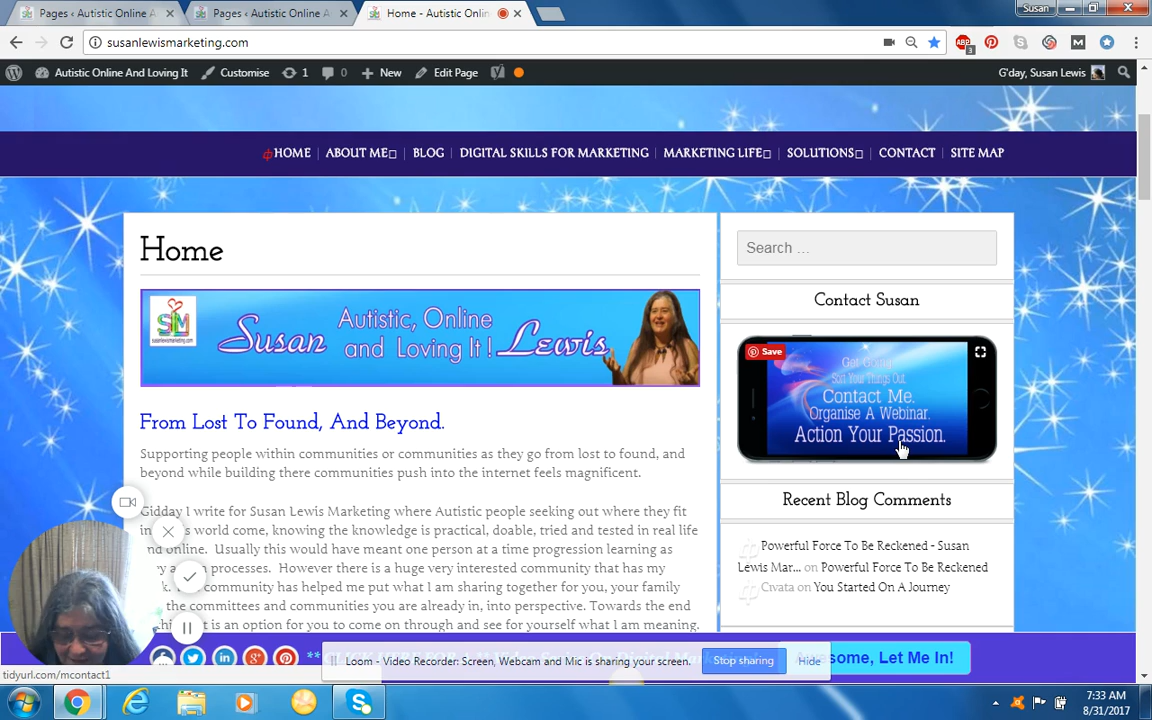 Pages ‹ Autistic Online A
Pages ‹ Autistic Online A
Home - Autistic Onlin
Susan
susanlewismarketing.com
Autistic Online And Loving It
Customise
1
0
New
Edit Page
G'day, Susan Lewis
HOME
ABOUT ME
BLOG
DIGITAL SKILLS FOR MARKETING
MARKETING LIFE
SOLUTIONS
CONTACT
SITE MAP
Home
Susan Autistic, Online and Loving It! Lewis
susanlewismarketing.com
From Lost To Found, And Beyond.
Supporting people within communities or communities as they go from lost to found, and
beyond while building there communities push into the internet feels magnificent.
Gidday I write for Susan Lewis Marketing where Autistic people seeking out where they fit
s world come, knowing the knowledge is practical, doable, tried and tested in real life
nd online. Usually this would have meant one person at a time progression learning as
processes. However there is a huge very interested community that has my
community has helped me put what I am sharing together for you, your family
the committees and communities you are already in, into perspective. Towards the end
is an option for you to come on through and see for yourself what I am meaning.
Search ...
Contact Susan
Save
Get Going.
Sort Your Things Out.
Contact Me.
Organise A Webinar.
Action Your Passion.
Recent Blog Comments
Powerful Force To Be Reckened - Susan
Lewis Mar... on Powerful Force To Be Reckened
Civata on You Started On A Journey
Loom - Video Recorder: Screen, Webcam and Mic is sharing your screen.
Stop sharing
Hide
some, Let Me In!
tidyurl.com/mcontact1
7:33 AM
8/31/2017